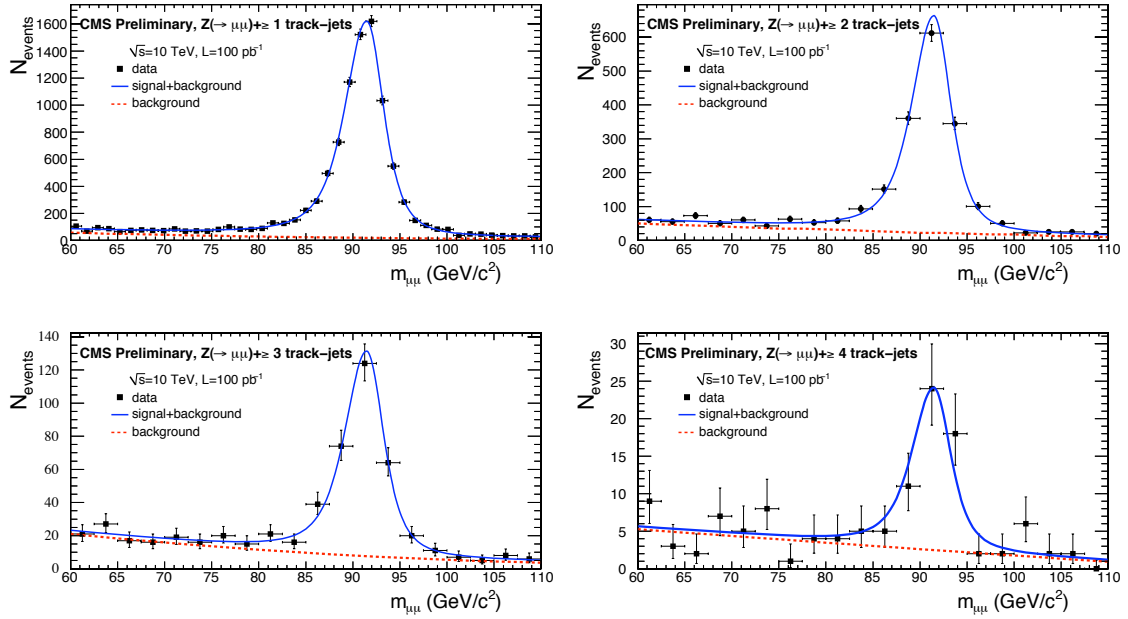 CMS Preliminary, Z(→ μμ)+≥ 1 track-jets
√s=10 TeV, L=100 pb⁻¹
data
signal+background
background
N_events
1600
1400
1200
1000
800
600
400
200
0
60 65 70 75 80 85 90 95 100 105 110
m_μμ (GeV/c²)
CMS Preliminary, Z(→ μμ)+≥ 2 track-jets
√s=10 TeV, L=100 pb⁻¹
data
signal+background
background
N_events
600
500
400
300
200
100
0
60 65 70 75 80 85 90 95 100 105 110
m_μμ (GeV/c²)
CMS Preliminary, Z(→ μμ)+≥ 3 track-jets
√s=10 TeV, L=100 pb⁻¹
data
signal+background
background
N_events
140
120
100
80
60
40
20
0
60 65 70 75 80 85 90 95 100 105 110
m_μμ (GeV/c²)
CMS Preliminary, Z(→ μμ)+≥ 4 track-jets
√s=10 TeV, L=100 pb⁻¹
data
signal+background
background
N_events
30
25
20
15
10
5
0
60 65 70 75 80 85 90 95 100 105 110
m_μμ (GeV/c²)